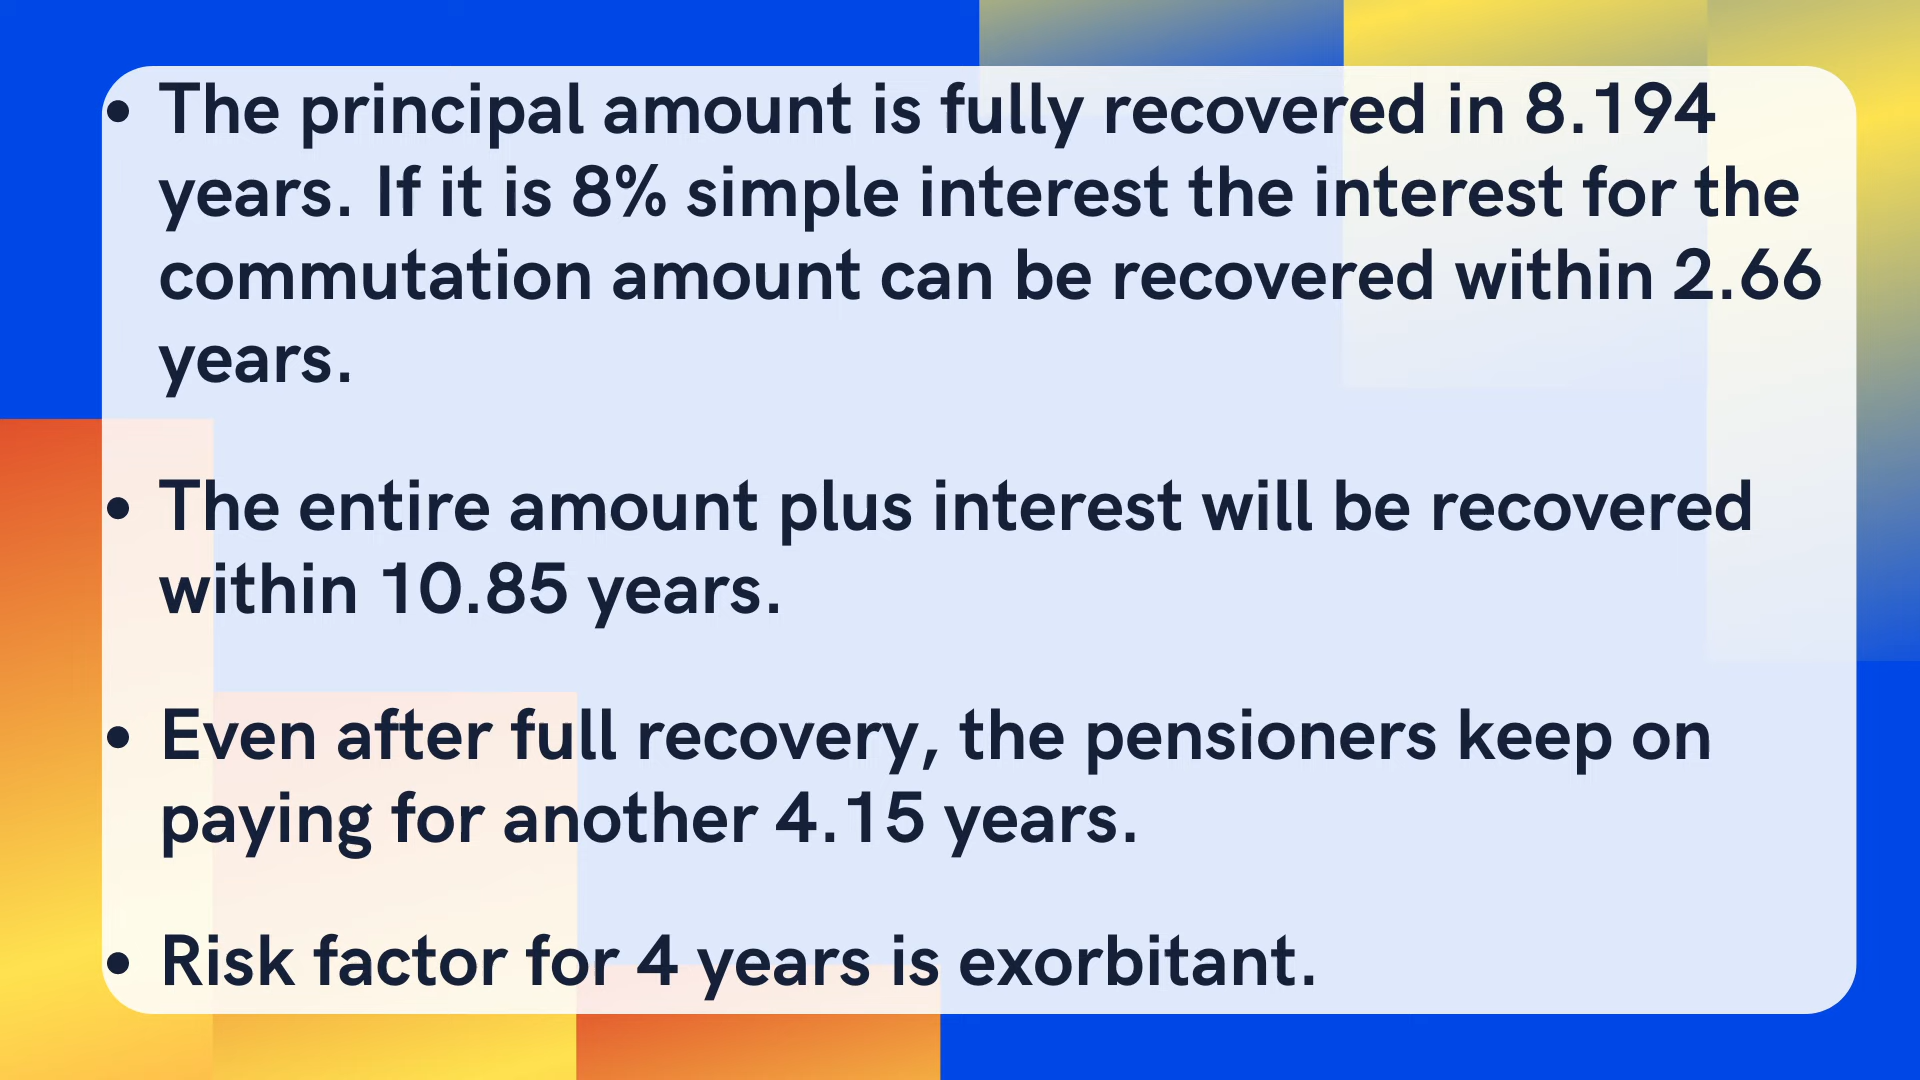 • The principal amount is fully recovered in 8.194
years. If it is 8% simple interest the interest for the
commutation amount can be recovered within 2.66
years.
• The entire amount plus interest will be recovered
within 10.85 years.
• Even after full recovery, the pensioners keep on
paying for another 4.15 years.
• Risk factor for 4 years is exorbitant.